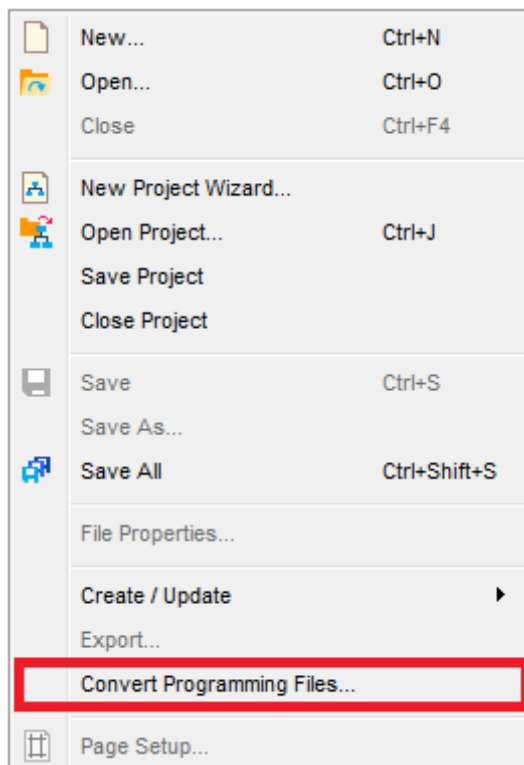 New... Ctrl+N
Open... Ctrl+O
Close Ctrl+F4
New Project Wizard...
Open Project... Ctrl+J
Save Project
Close Project
Save Ctrl+S
Save As...
Save All Ctrl+Shift+S
File Properties...
Create / Update
Export...
Convert Programming Files...
Page Setup...